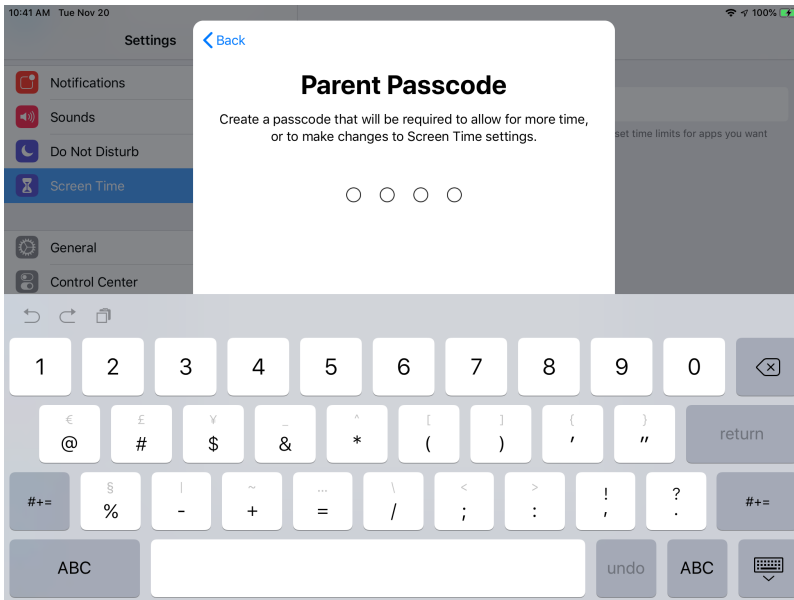 10:41 AM Tue Nov 20
100%
Settings
Back
Notifications
Sounds
Do Not Disturb
Screen Time
General
Control Center
Parent Passcode
Create a passcode that will be required to allow for more time,
or to make changes to Screen Time settings.
set time limits for apps you want
1 2 3 4 5 6 7 8 9 0
€ £ ¥ _ ^ [ ] { }
@ # $ & * ( ) ' "
return
§ | ~ … \ < > ! ?
#+= % - + = / ; : , . #+=
ABC undo ABC